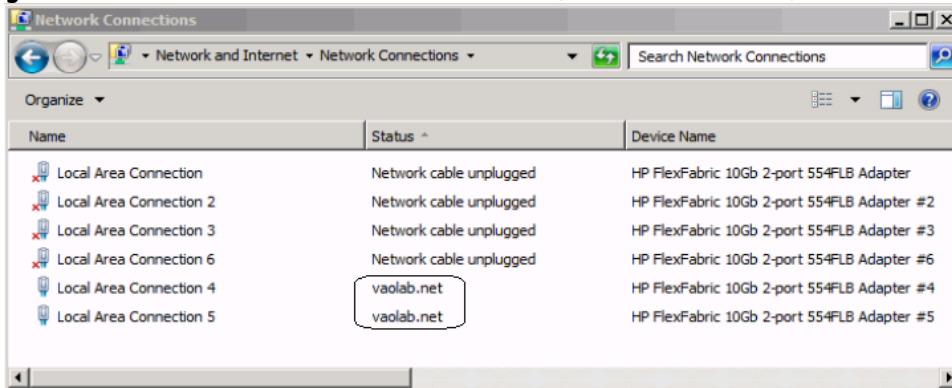 Network Connections
Network and Internet Network Connections Search Network Connections
Organize
Name Status Device Name
Local Area Connection Network cable unplugged HP FlexFabric 10Gb 2-port 554FLB Adapter
Local Area Connection 2 Network cable unplugged HP FlexFabric 10Gb 2-port 554FLB Adapter #2
Local Area Connection 3 Network cable unplugged HP FlexFabric 10Gb 2-port 554FLB Adapter #3
Local Area Connection 6 Network cable unplugged HP FlexFabric 10Gb 2-port 554FLB Adapter #6
Local Area Connection 4 vaolab.net HP FlexFabric 10Gb 2-port 554FLB Adapter #4
Local Area Connection 5 vaolab.net HP FlexFabric 10Gb 2-port 554FLB Adapter #5